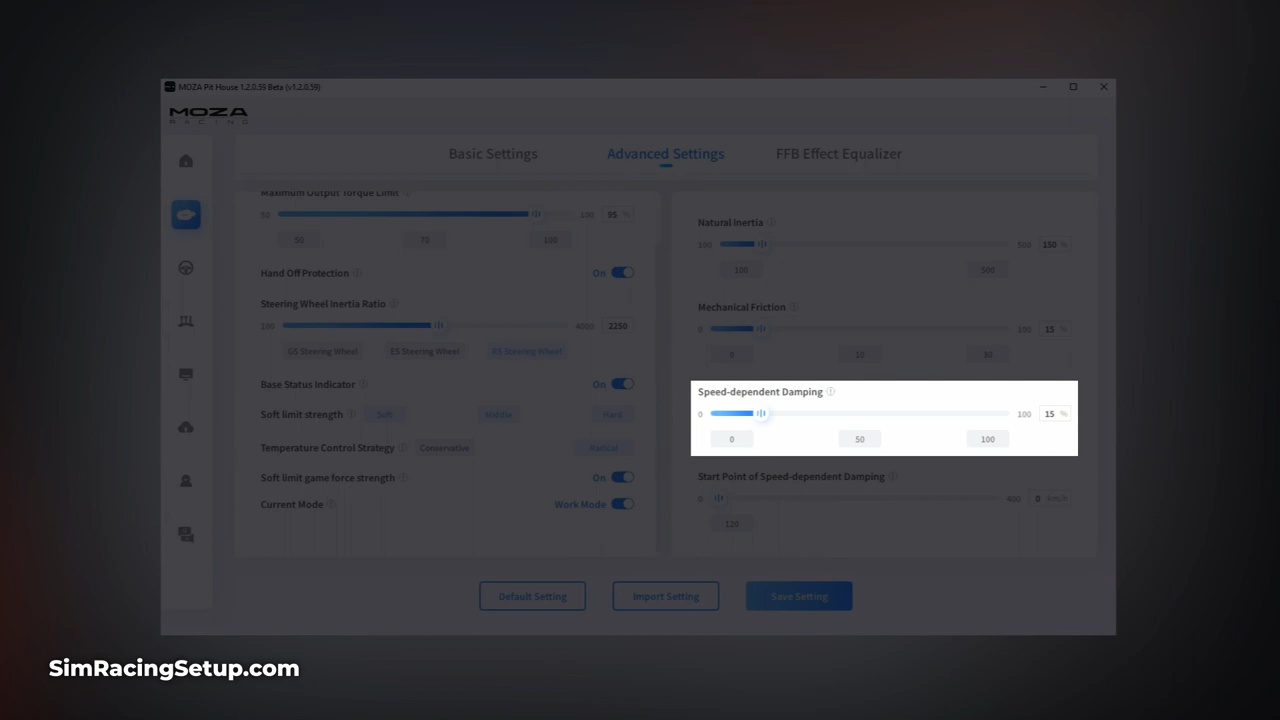 MOZA Pit House 1.2.0.59 Beta (v1.2.0.59)
MOZA
RACING
Basic Settings
Advanced Settings
FFB Effect Equalizer
Maximum Output Torque Limit
50
100
95 %
50
70
100
Hand Off Protection
On
Steering Wheel Inertia Ratio
100
4000
2250
GS Steering Wheel
ES Steering Wheel
RS Steering Wheel
Base Status Indicator
On
Soft limit strength
Soft
Middle
Hard
Temperature Control Strategy
Conservative
Radical
Soft limit game force strength
On
Current Mode
Work Mode
Natural Inertia
100
500
150 %
100
500
Mechanical Friction
0
100
15 %
0
10
30
Speed-dependent Damping
0
100
15 %
0
50
100
Start Point of Speed-dependent Damping
0
400
0 km/h
120
Default Setting
Import Setting
Save Setting
SimRacingSetup.com